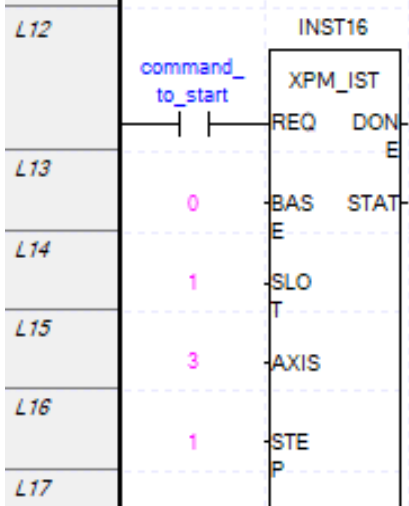 L12 INST16
command_
to_start
XPM_IST
REQ DON
E
L13
0 BAS STAT
E
L14
1 SLO
T
L15
3 AXIS
L16
1 STE
P
L17